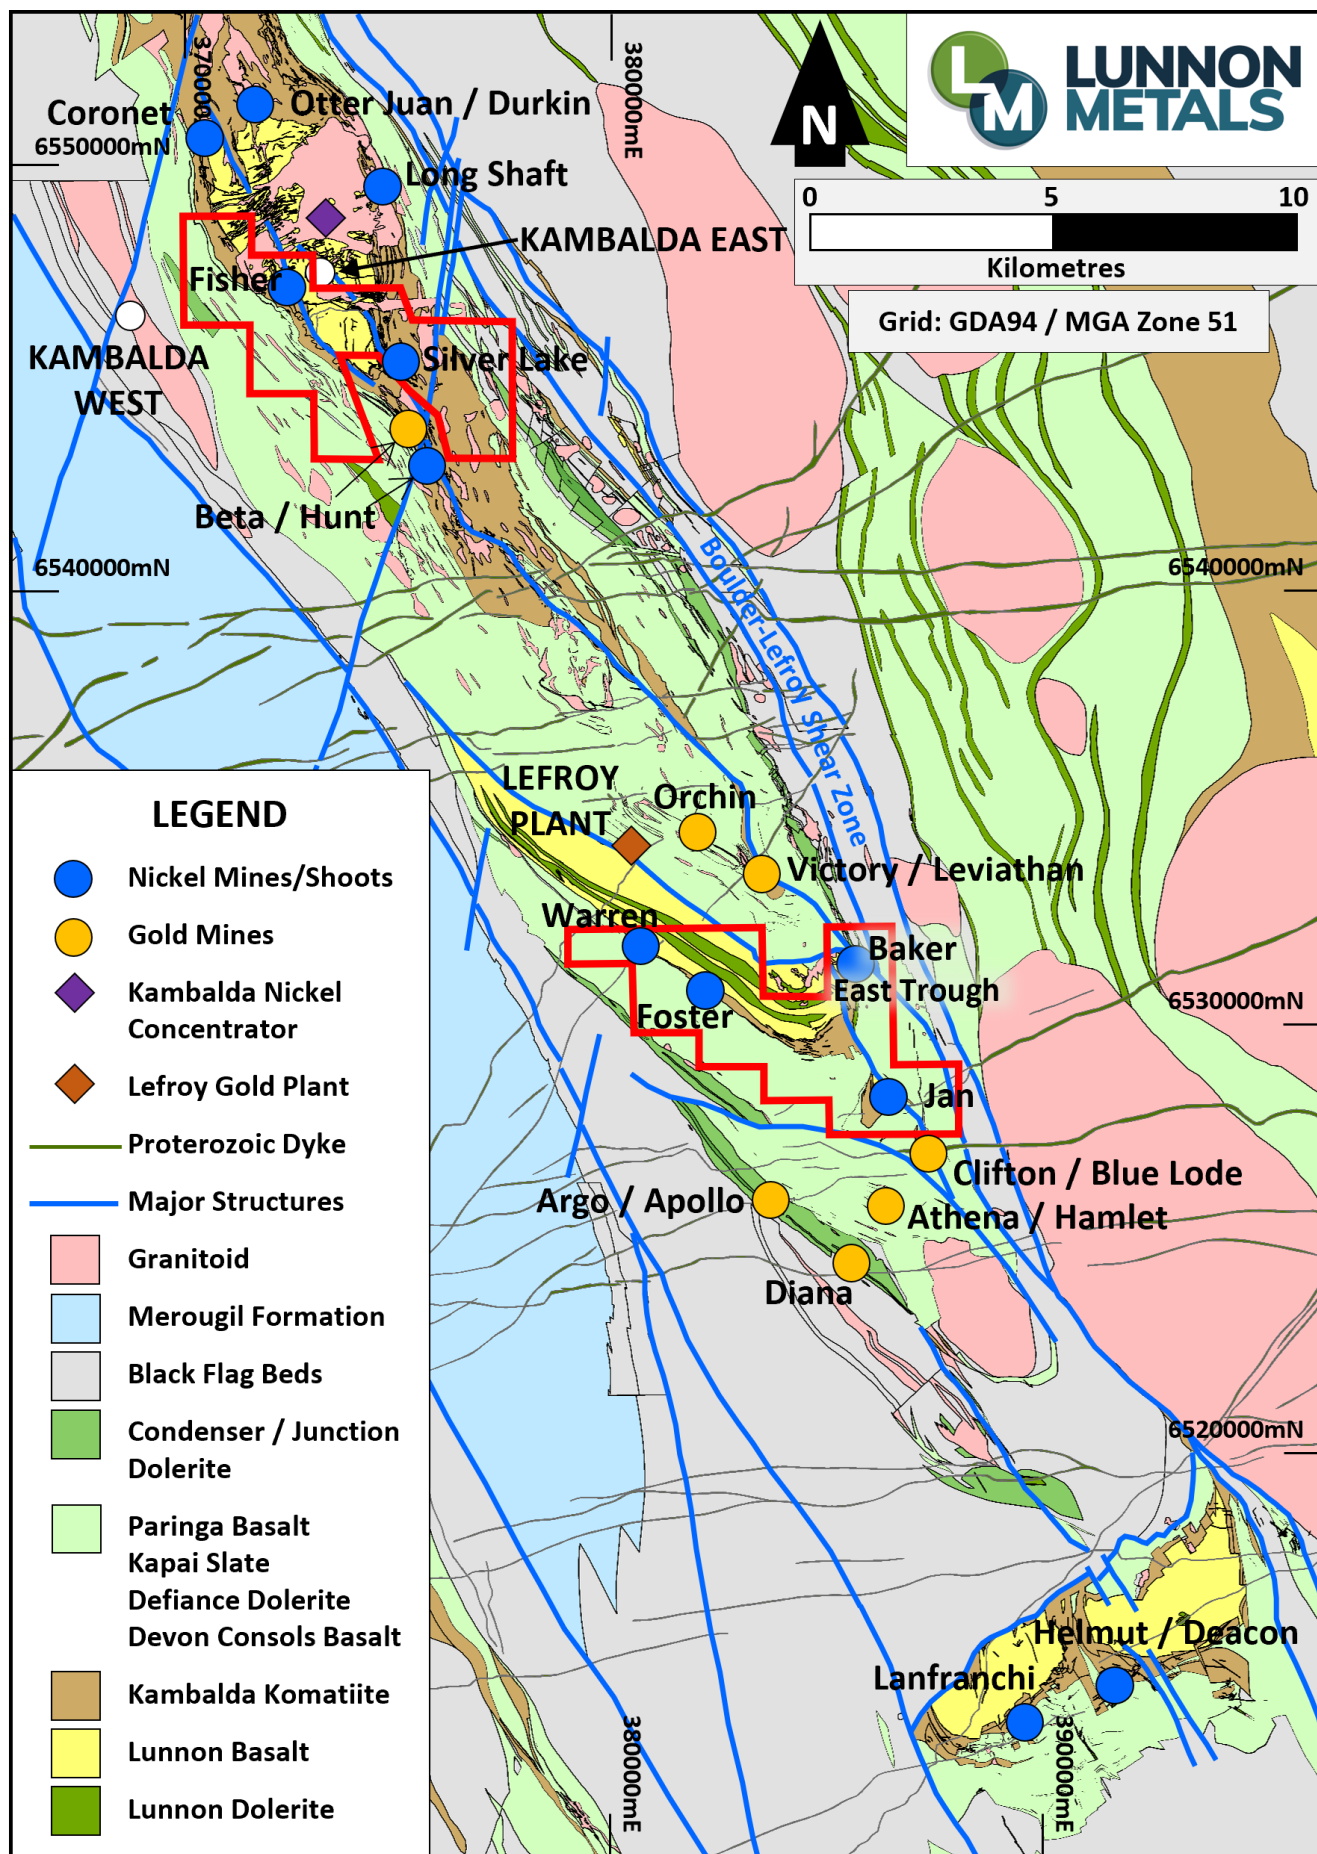 LUNNON
METALS
LM
N
0 5 10
Kilometres
Grid: GDA94 / MGA Zone 51
370000
380000mE
Coronet
Otter Juan / Durkin
6550000mN
Long Shaft
KAMBALDA EAST
Fisher
KAMBALDA
WEST
Silver Lake
Beta / Hunt
6540000mN
6540000mN
Boulder-Lefroy Shear Zone
LEFROY
PLANT
Orchin
Victory / Leviathan
Warren
Baker
East Trough
Foster
6530000mN
Jan
Clifton / Blue Lode
Argo / Apollo
Athena / Hamlet
Diana
6520000mN
Helmut / Deacon
Lanfranchi
380000mE
390000mE
LEGEND
Nickel Mines/Shoots
Gold Mines
Kambalda Nickel
Concentrator
Lefroy Gold Plant
Proterozoic Dyke
Major Structures
Granitoid
Merougil Formation
Black Flag Beds
Condenser / Junction
Dolerite
Paringa Basalt
Kapai Slate
Defiance Dolerite
Devon Consols Basalt
Kambalda Komatiite
Lunnon Basalt
Lunnon Dolerite